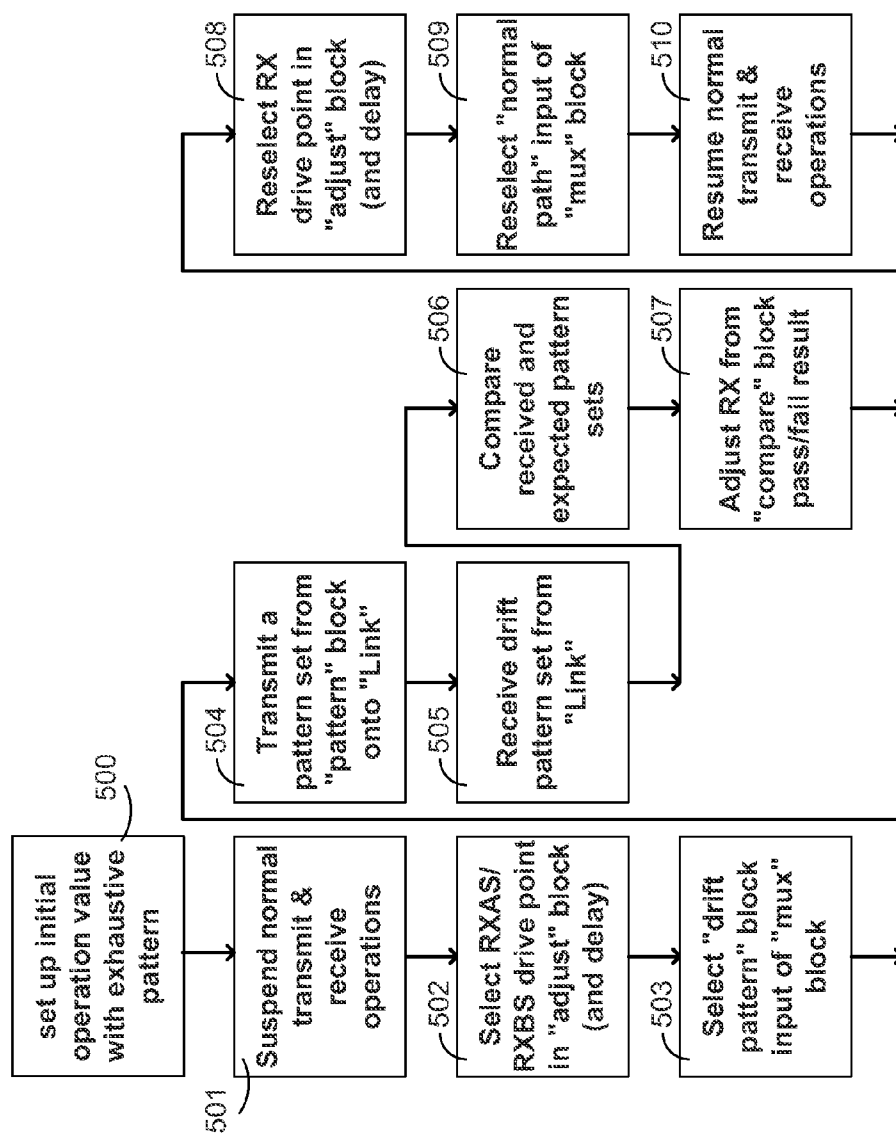 500
set up initial
operation value
with exhaustive
pattern
501
Suspend normal
transmit &
receive
operations
502
Select RXAS/
RXBS drive point
in "adjust" block
(and delay)
503
Select "drift
pattern" block
input of "mux"
block
504
Transmit a
pattern set from
"pattern" block
onto "Link"
505
Receive drift
pattern set from
"Link"
506
Compare
received and
expected pattern
sets
507
Adjust RX from
"compare" block
pass/fail result
508
Reselect RX
drive point in
"adjust" block
(and delay)
509
Reselect "normal
path" input of
"mux" block
510
Resume normal
transmit &
receive
operations